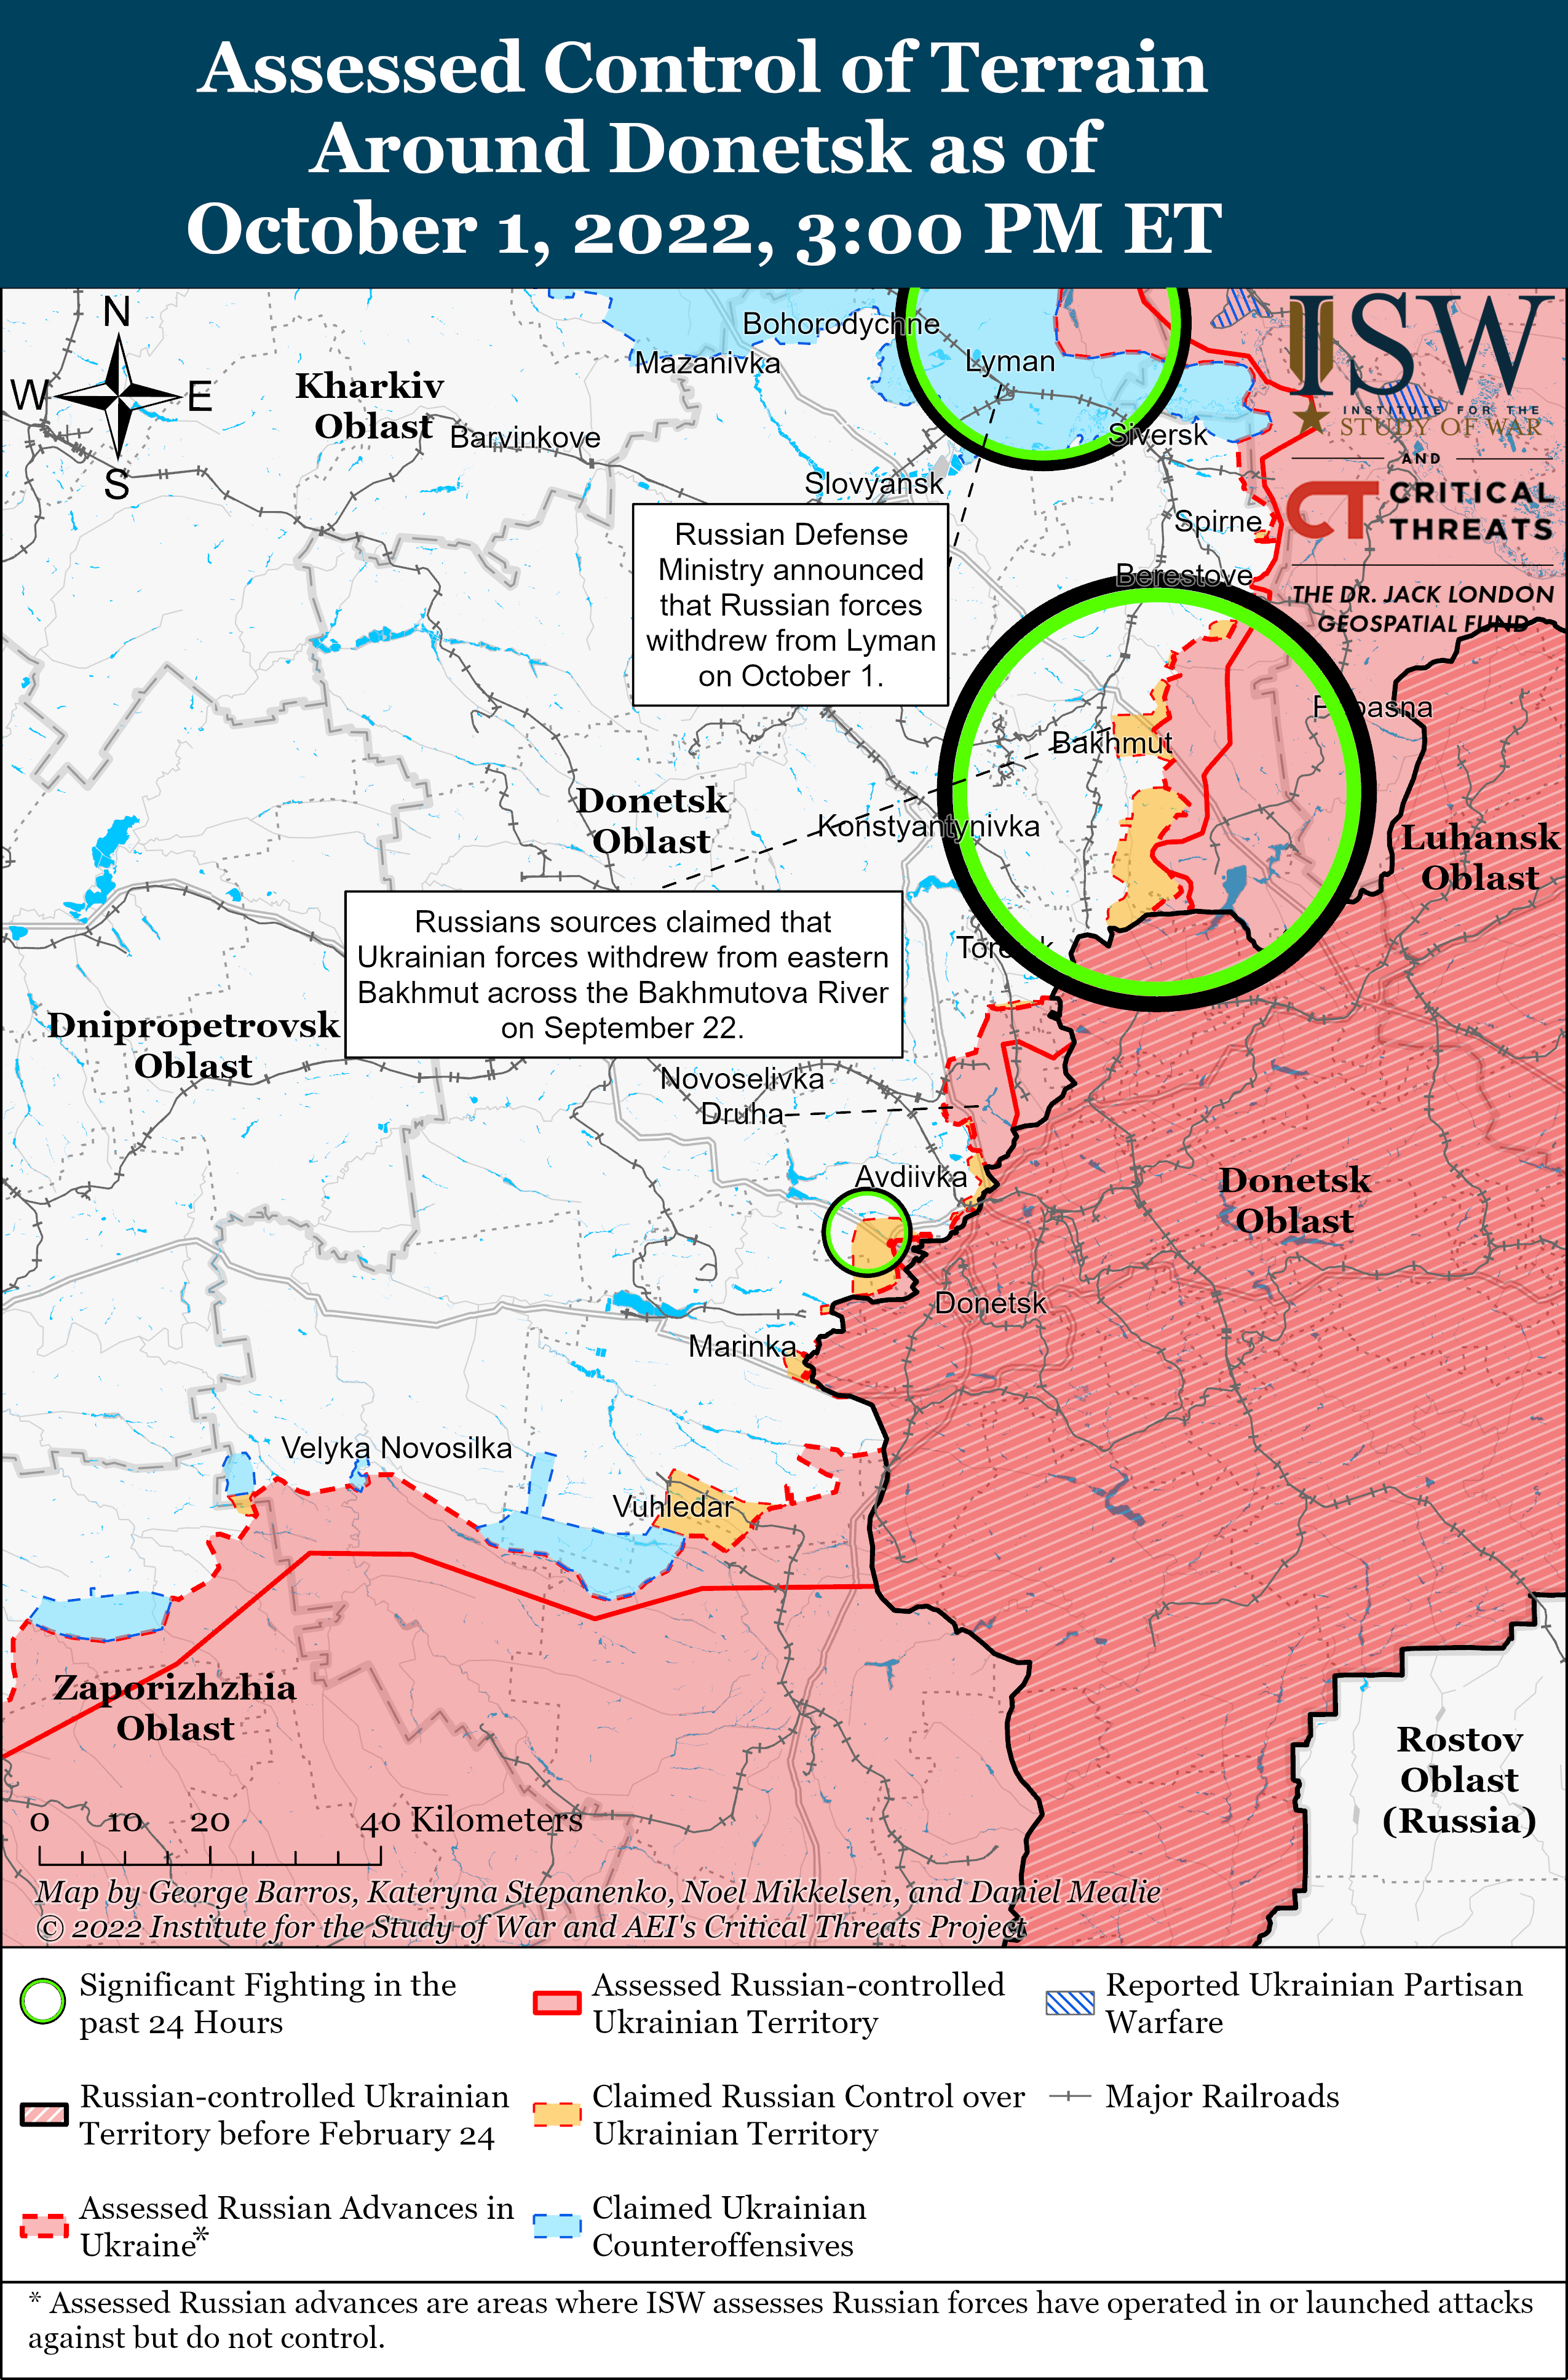 Assessed Control of Terrain
Around Donetsk as of
October 1, 2022, 3:00 PM ET
N
W
E
S
ISW
INSTITUTE FOR THE
STUDY OF WAR
AND
CT CRITICAL
THREATS
THE DR. JACK LONDON
GEOSPATIAL FUND
Bohorodychne
Mazanivka
Lyman
Kharkiv
Oblast
Barvinkove
Siversk
Slovyansk
Spirne
Russian Defense
Ministry announced
that Russian forces
withdrew from Lyman
on October 1.
Berestove
Bakhmut
Donetsk
Oblast
Konstyantynivka
Luhansk
Oblast
Russians sources claimed that
Ukrainian forces withdrew from eastern
Bakhmut across the Bakhmutova River
on September 22.
Dnipropetrovsk
Oblast
Novoselivka
Druha
Avdiivka
Donetsk
Oblast
Donetsk
Marinka
Velyka Novosilka
Vuhledar
Zaporizhzhia
Oblast
Rostov
Oblast
(Russia)
0 10 20 40 Kilometers
Map by George Barros, Kateryna Stepanenko, Noel Mikkelsen, and Daniel Mealie
© 2022 Institute for the Study of War and AEI's Critical Threats Project
Significant Fighting in the
past 24 Hours
Russian-controlled Ukrainian
Territory before February 24
Assessed Russian Advances in
Ukraine*
Assessed Russian-controlled
Ukrainian Territory
Claimed Russian Control over
Ukrainian Territory
Claimed Ukrainian
Counteroffensives
Reported Ukrainian Partisan
Warfare
Major Railroads
* Assessed Russian advances are areas where ISW assesses Russian forces have operated in or launched attacks
against but do not control.